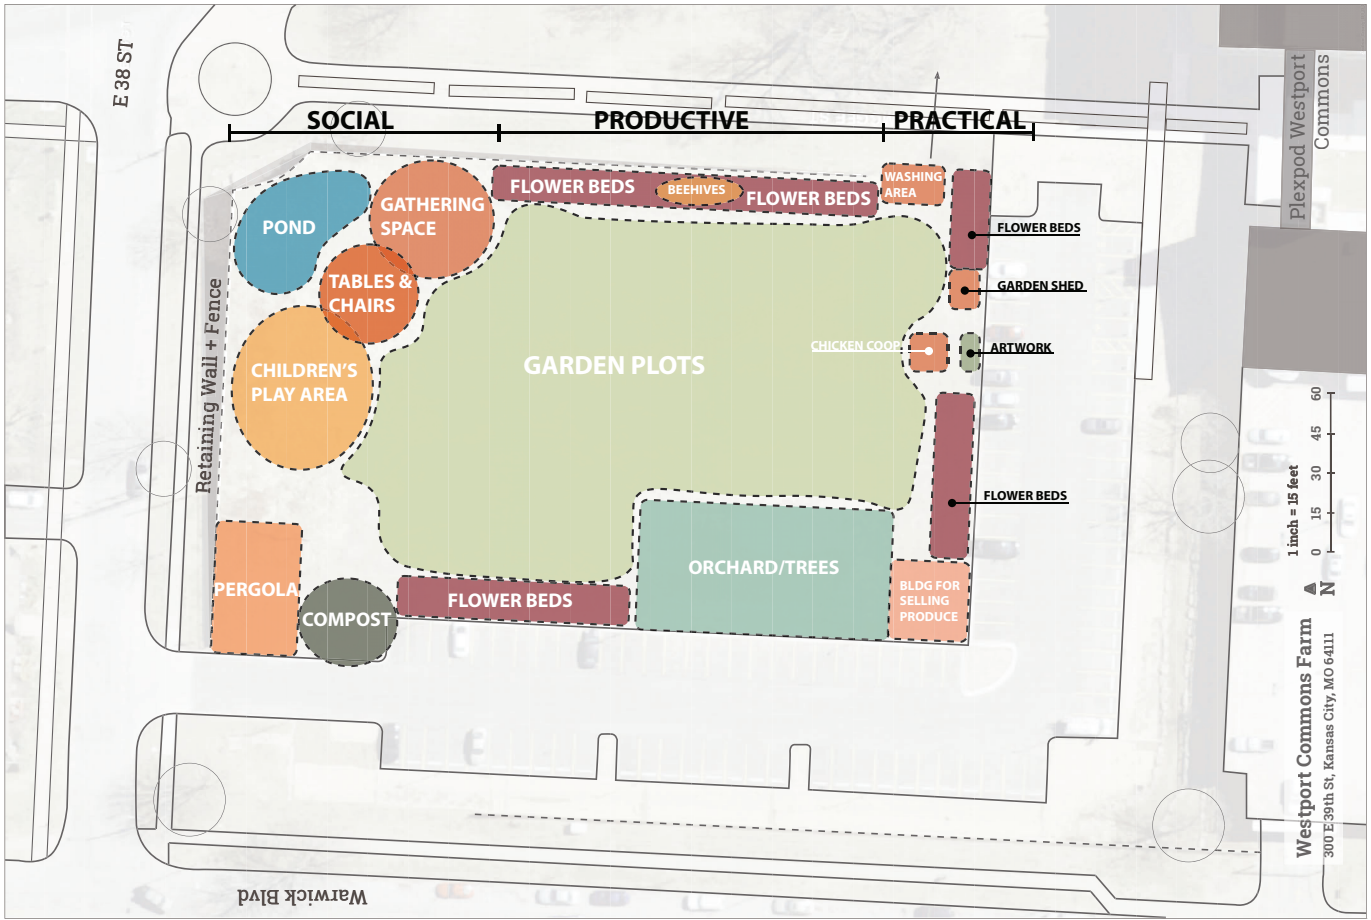 E 38 ST
SOCIAL
PRODUCTIVE
PRACTICAL
Plexpod Westport
Commons
POND
GATHERING
SPACE
TABLES &
CHAIRS
CHILDREN'S
PLAY AREA
Retaining Wall + Fence
PERGOLA
COMPOST
FLOWER BEDS
BEEHIVES
FLOWER BEDS
GARDEN PLOTS
FLOWER BEDS
ORCHARD/TREES
WASHING
AREA
FLOWER BEDS
GARDEN SHED
CHICKEN COOP
ARTWORK
FLOWER BEDS
BLDG FOR
SELLING
PRODUCE
1 inch = 15 feet
0 15 30 45 60
N
Westport Commons Farm
300 E 39th St, Kansas City, MO 64111
Warwick Blvd